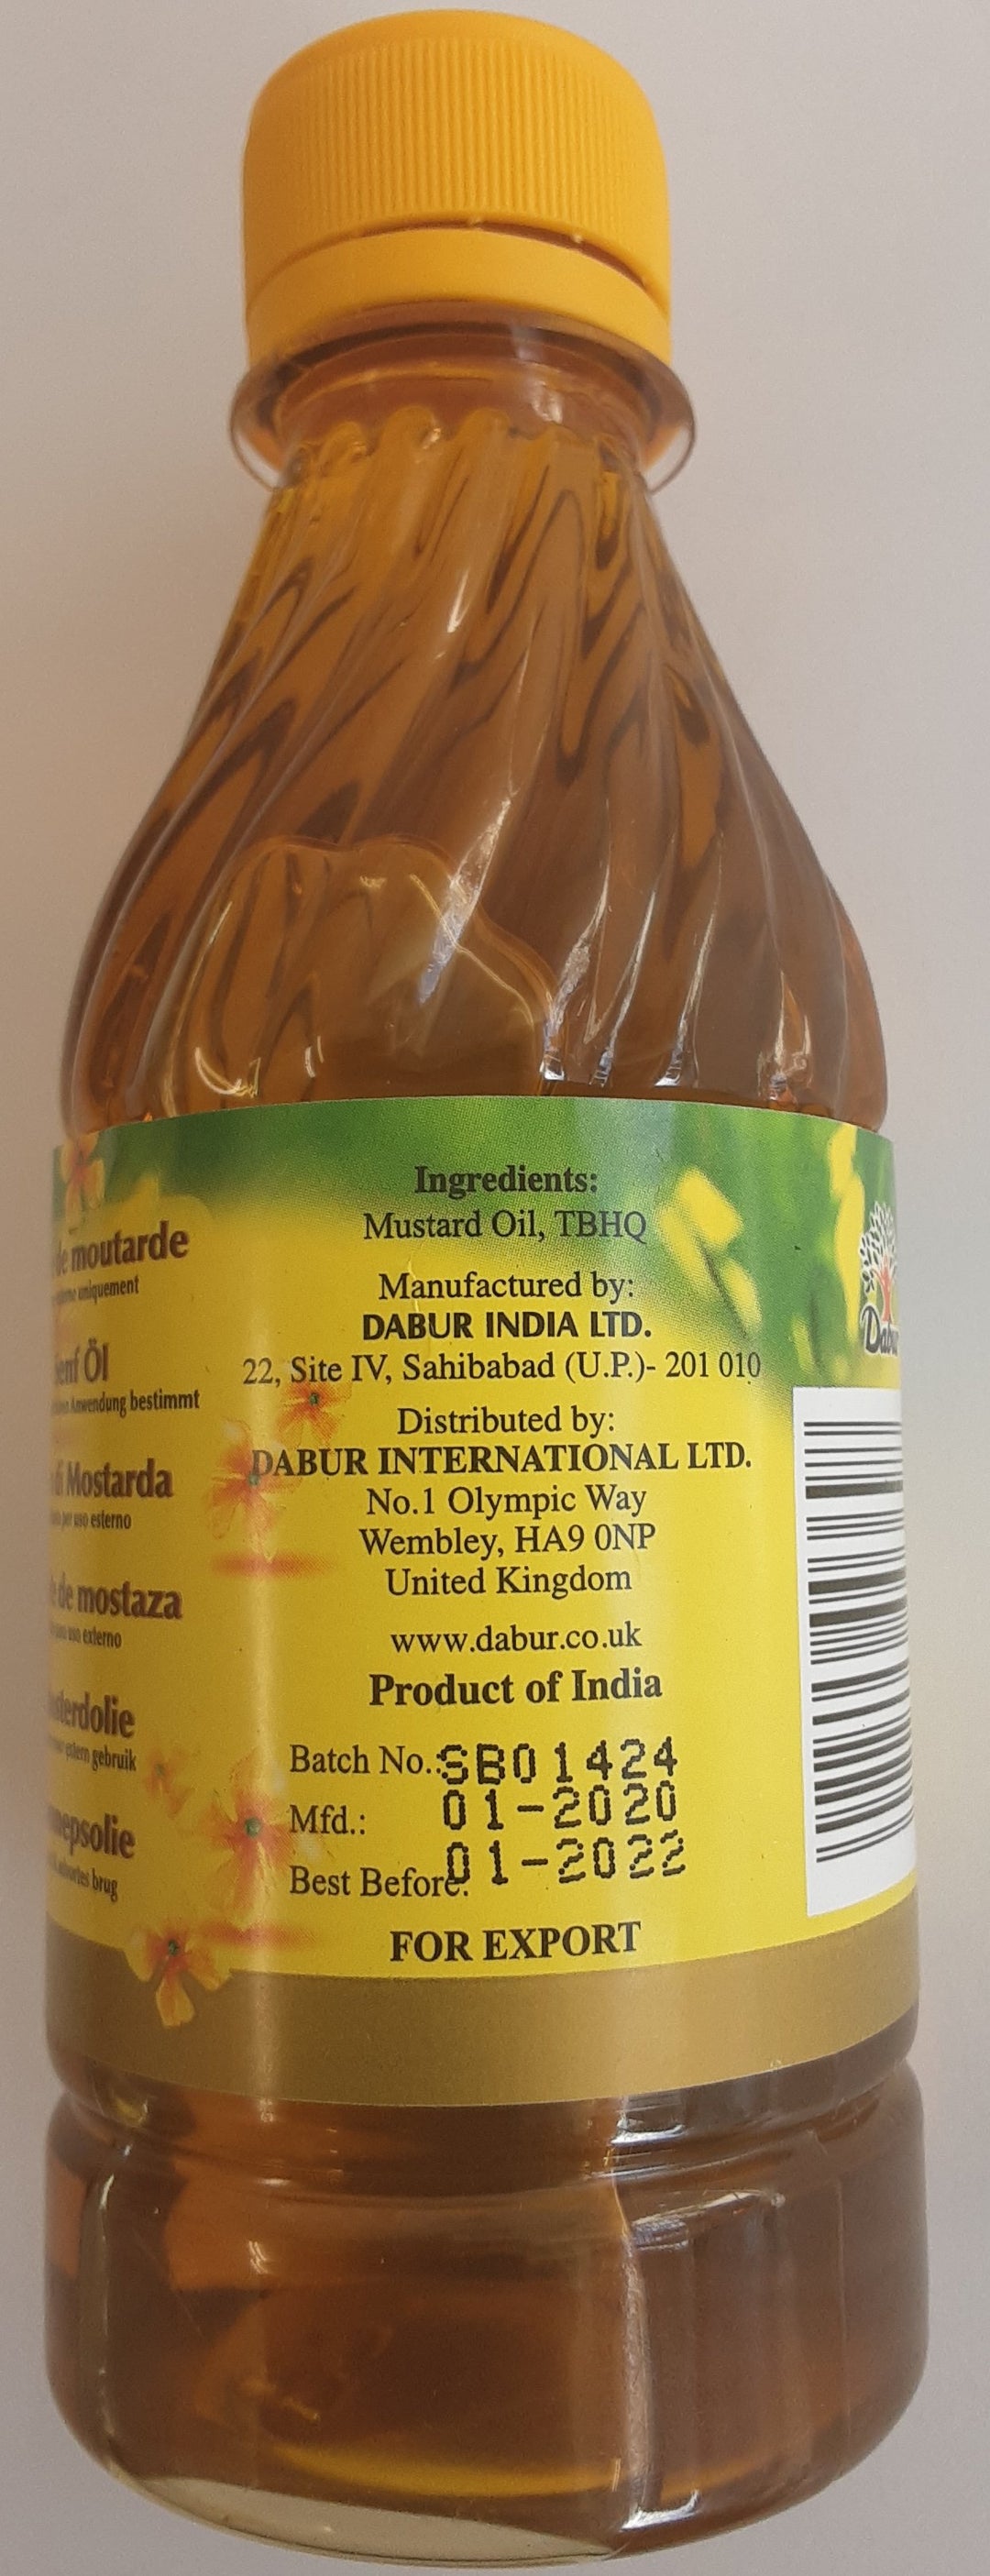 de moutarde
uniquement
Öl
Anwendung bestimmt
Mostarda
per uso esterno
de mostaza
uso externo
gebruik
brug
Ingredients:
Mustard Oil, TBHQ
Manufactured by:
DABUR INDIA LTD.
22, Site IV, Sahibabad (U.P.)- 201 010
Distributed by:
DABUR INTERNATIONAL LTD.
No.1 Olympic Way
Wembley, HA9 0NP
United Kingdom
www.dabur.co.uk
Product of India
Batch No.: SB01424
Mfd.: 01-2020
Best Before: 01-2022
FOR EXPORT